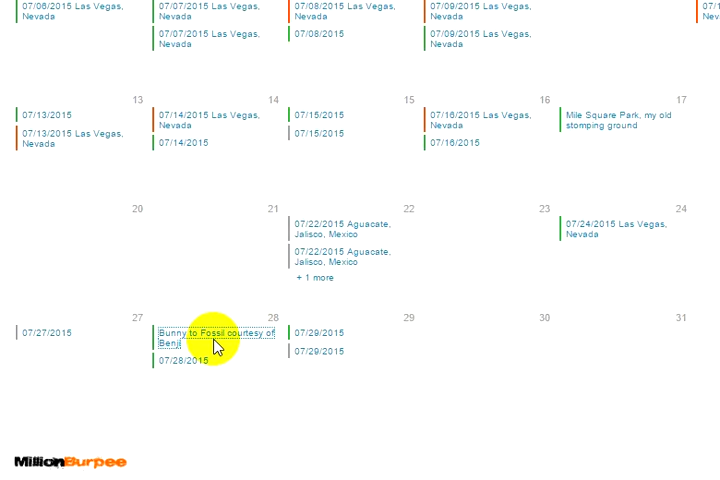 07/06/2015 Las Vegas,
Nevada
07/07/2015 Las Vegas,
Nevada
07/07/2015 Las Vegas,
Nevada
07/08/2015 Las Vegas,
Nevada
07/08/2015
07/09/2015 Las Vegas,
Nevada
07/09/2015 Las Vegas,
Nevada
13
14
15
16
17
07/13/2015
07/13/2015 Las Vegas,
Nevada
07/14/2015 Las Vegas,
Nevada
07/14/2015
07/15/2015
07/15/2015
07/16/2015 Las Vegas,
Nevada
07/16/2015
Mile Square Park, my old
stomping ground
20
21
22
23
24
07/22/2015 Aguacate,
Jalisco, Mexico
07/22/2015 Aguacate,
Jalisco, Mexico
+ 1 more
07/24/2015 Las Vegas,
Nevada
27
28
29
30
31
07/27/2015
Bunny to Fossil courtesy of
Benji
07/28/2015
07/29/2015
07/29/2015
MillionBurpee